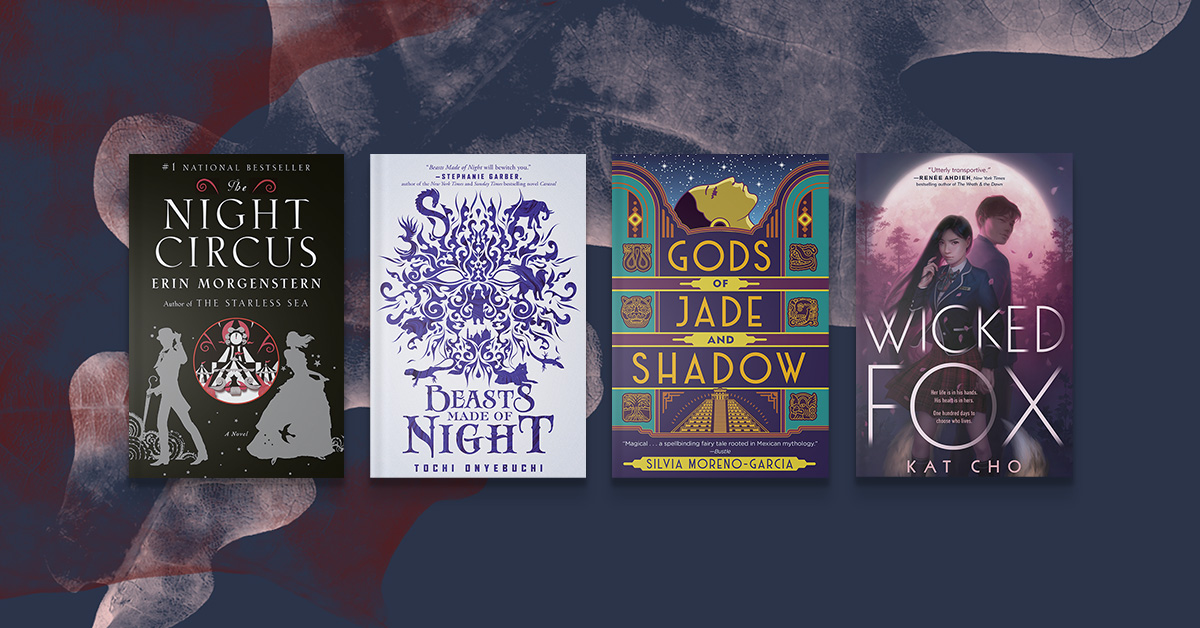 #1 NATIONAL BESTSELLER
The
NIGHT
CIRCUS
ERIN MORGENSTERN
Author of THE STARLESS SEA
A Novel
"Beasts Made of Night will bewitch you."
—STEPHANIE GARBER,
author of the New York Times and Sunday Times bestselling novel Caraval
BEASTS
MADE OF
NIGHT
TOCHI ONYEBUCHI
GODS
OF
JADE
AND
SHADOW
"Magical . . . a spellbinding fairy tale rooted in Mexican mythology."
—Bustle
SILVIA MORENO-GARCIA
"Utterly transportive."
—RENÉE AHDIEH, New York Times
bestselling author of The Wrath & the Dawn
WICKED
FOX
Her life is in his hands.
His heart is in hers.
One hundred days to
choose who lives.
KAT CHO